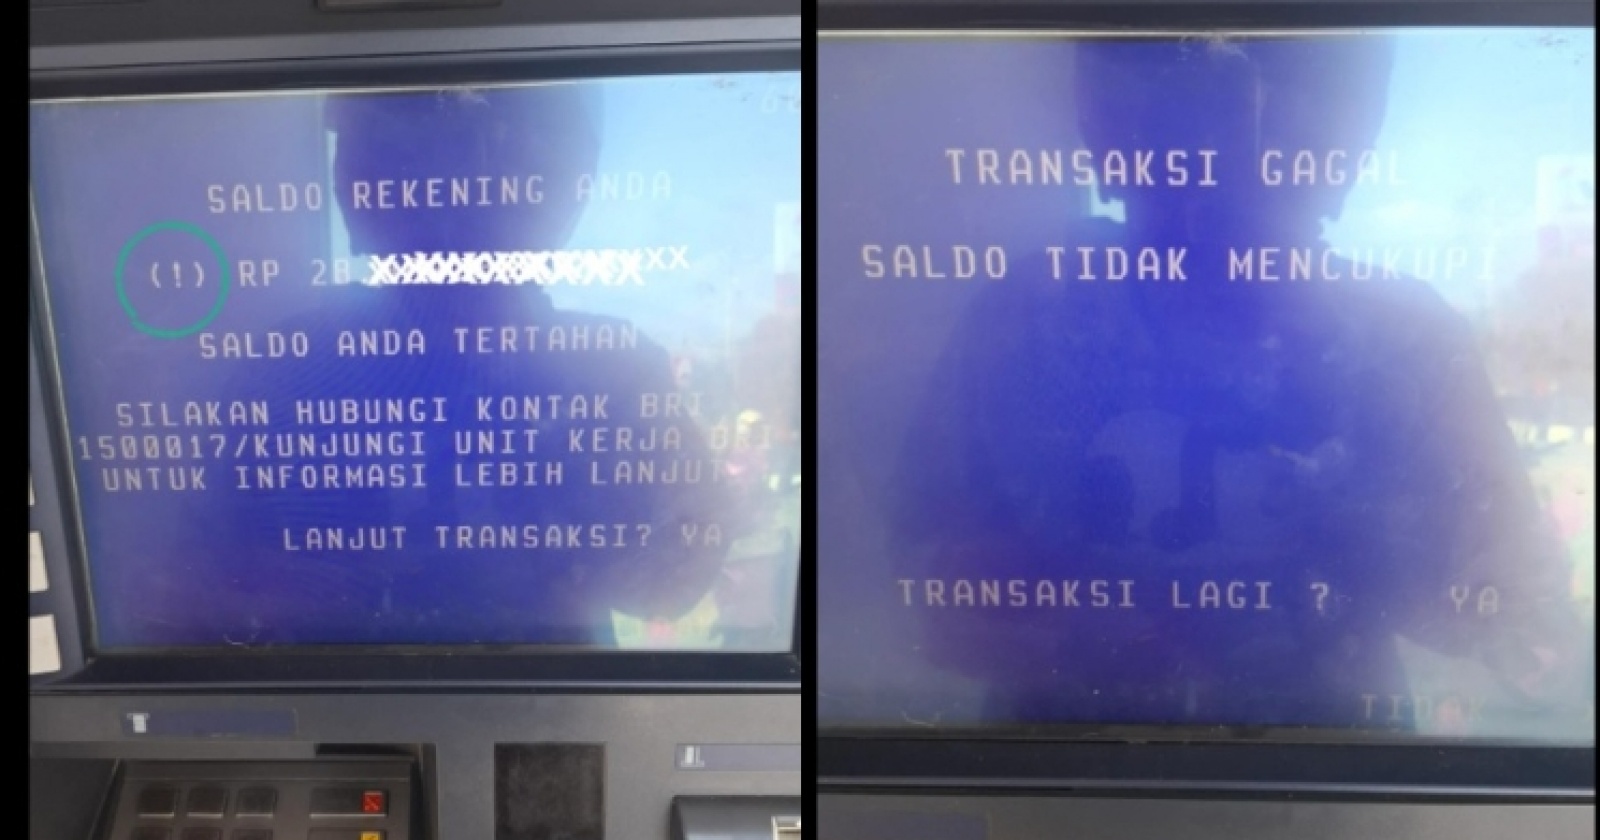 SALDO REKENING ANDA
(!) RP 28
SALDO ANDA TERTAHAN
SILAKAN HUBUNGI KONTAK BRI
1500017/KUNJUNGI UNIT KERJA BRI
UNTUK INFORMASI LEBIH LANJUT
LANJUT TRANSAKSI? YA
TRANSAKSI GAGAL
SALDO TIDAK MENCUKUPI
TRANSAKSI LAGI ? YA
TIDAK